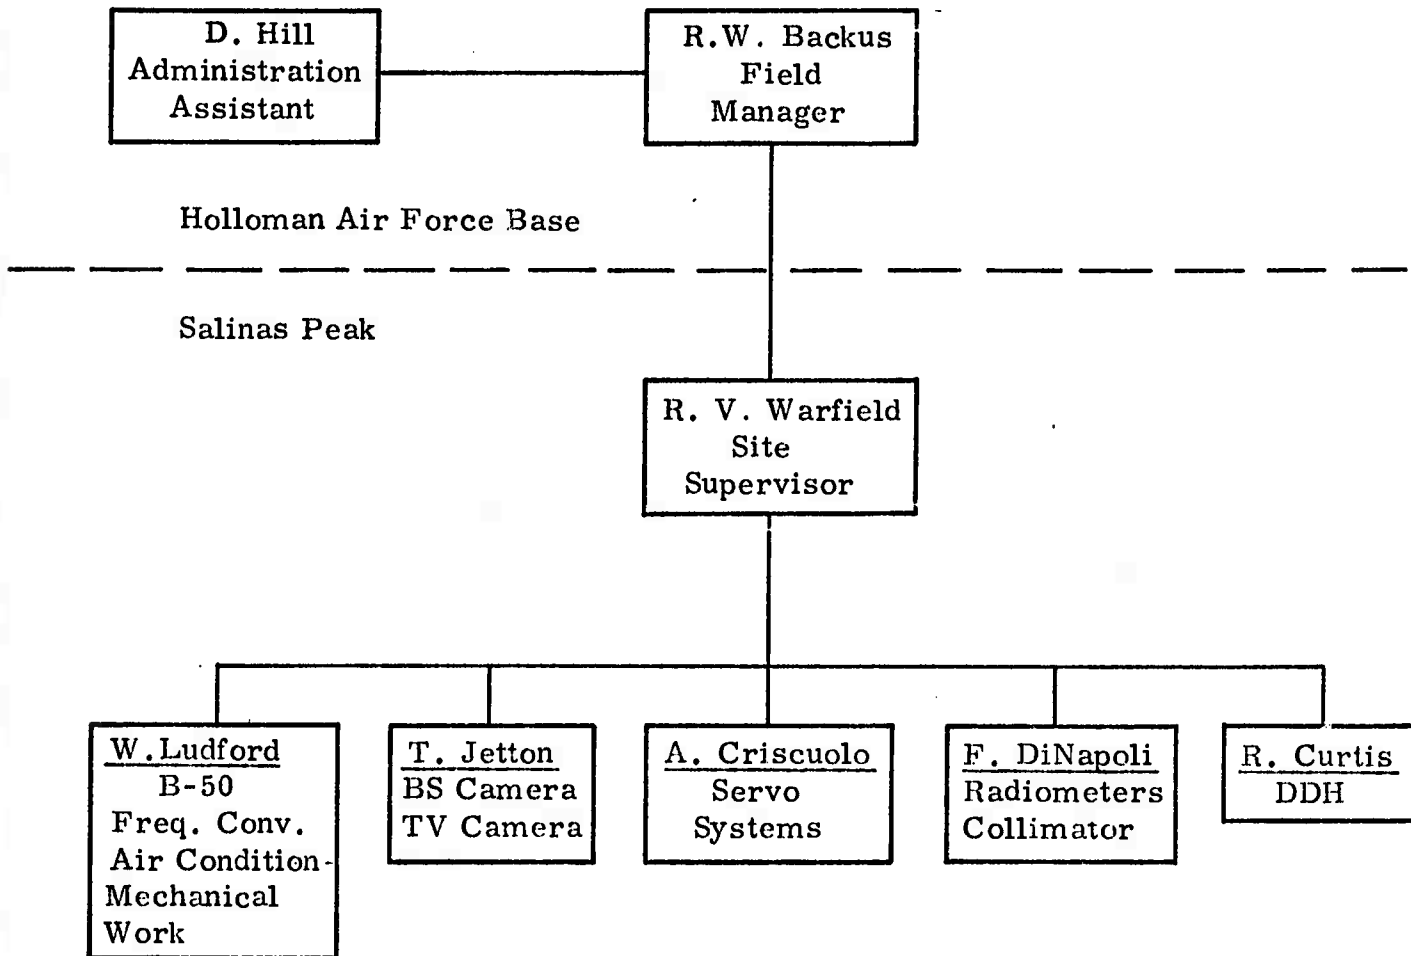 D. Hill
Administration
Assistant
R.W. Backus
Field
Manager
Holloman Air Force Base
Salinas Peak
R. V. Warfield
Site
Supervisor
W.Ludford
B-50
Freq. Conv.
Air Condition-
Mechanical
Work
T. Jetton
BS Camera
TV Camera
A. Criscuolo
Servo
Systems
F. DiNapoli
Radiometers
Collimator
R. Curtis
DDH